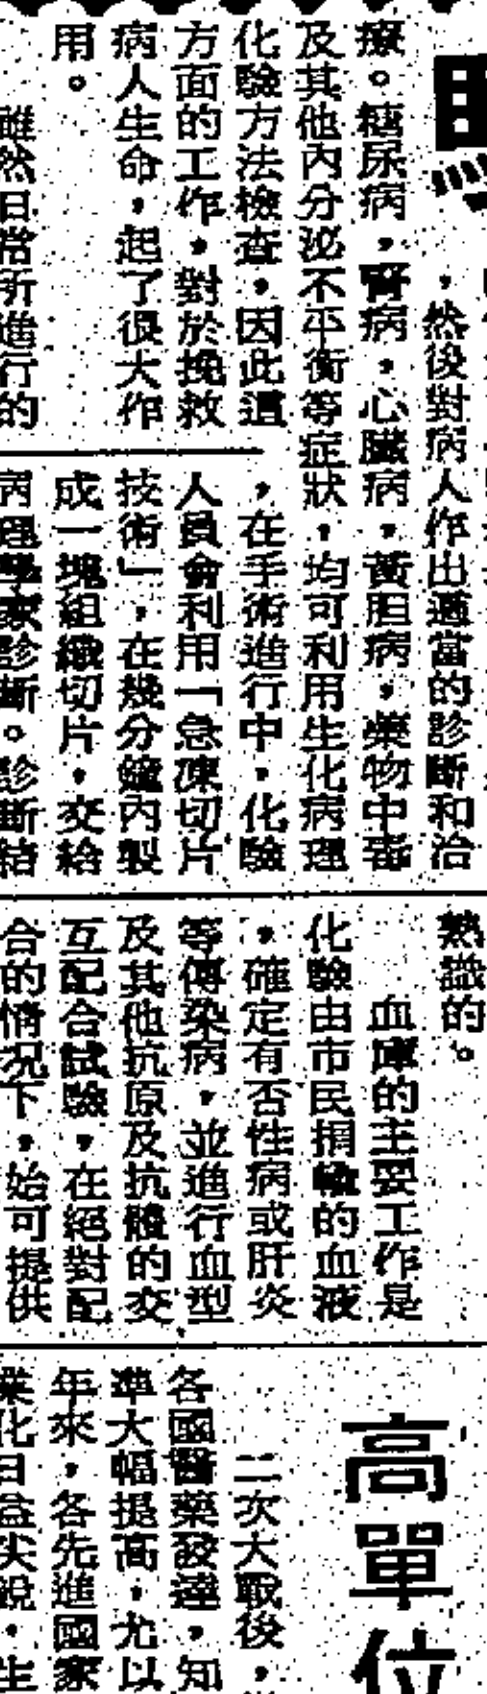 ，然後對病人作出適當的診斷和治
療。糖尿病，腎病，心臟病，黃胆病，藥物中毒
及其他內分泌不平衡等症狀，均可利用生化病理
化驗方法檢查，因此這
方面的工作，對於挽救
病人生命，起了很大作
用。
雖然日常所進行的
，在手術進行中，化驗
人員會利用「急凍切片
技術」，在幾分鐘內製
成一塊組織切片，交給
病理學家診斷。診斷結
熟識的。
血庫的主要工作是
化驗由市民捐輸的血液
，確定有否性病或肝炎
等傳染病，並進行血型
及其他抗原及抗體的交
互配合試驗，在絕對配
合的情況下，始可提供
高單位
二次大戰後，
各國醫藥發達，知
準大幅提高，尤以
年來，各先進國家
業化日益尖銳，生